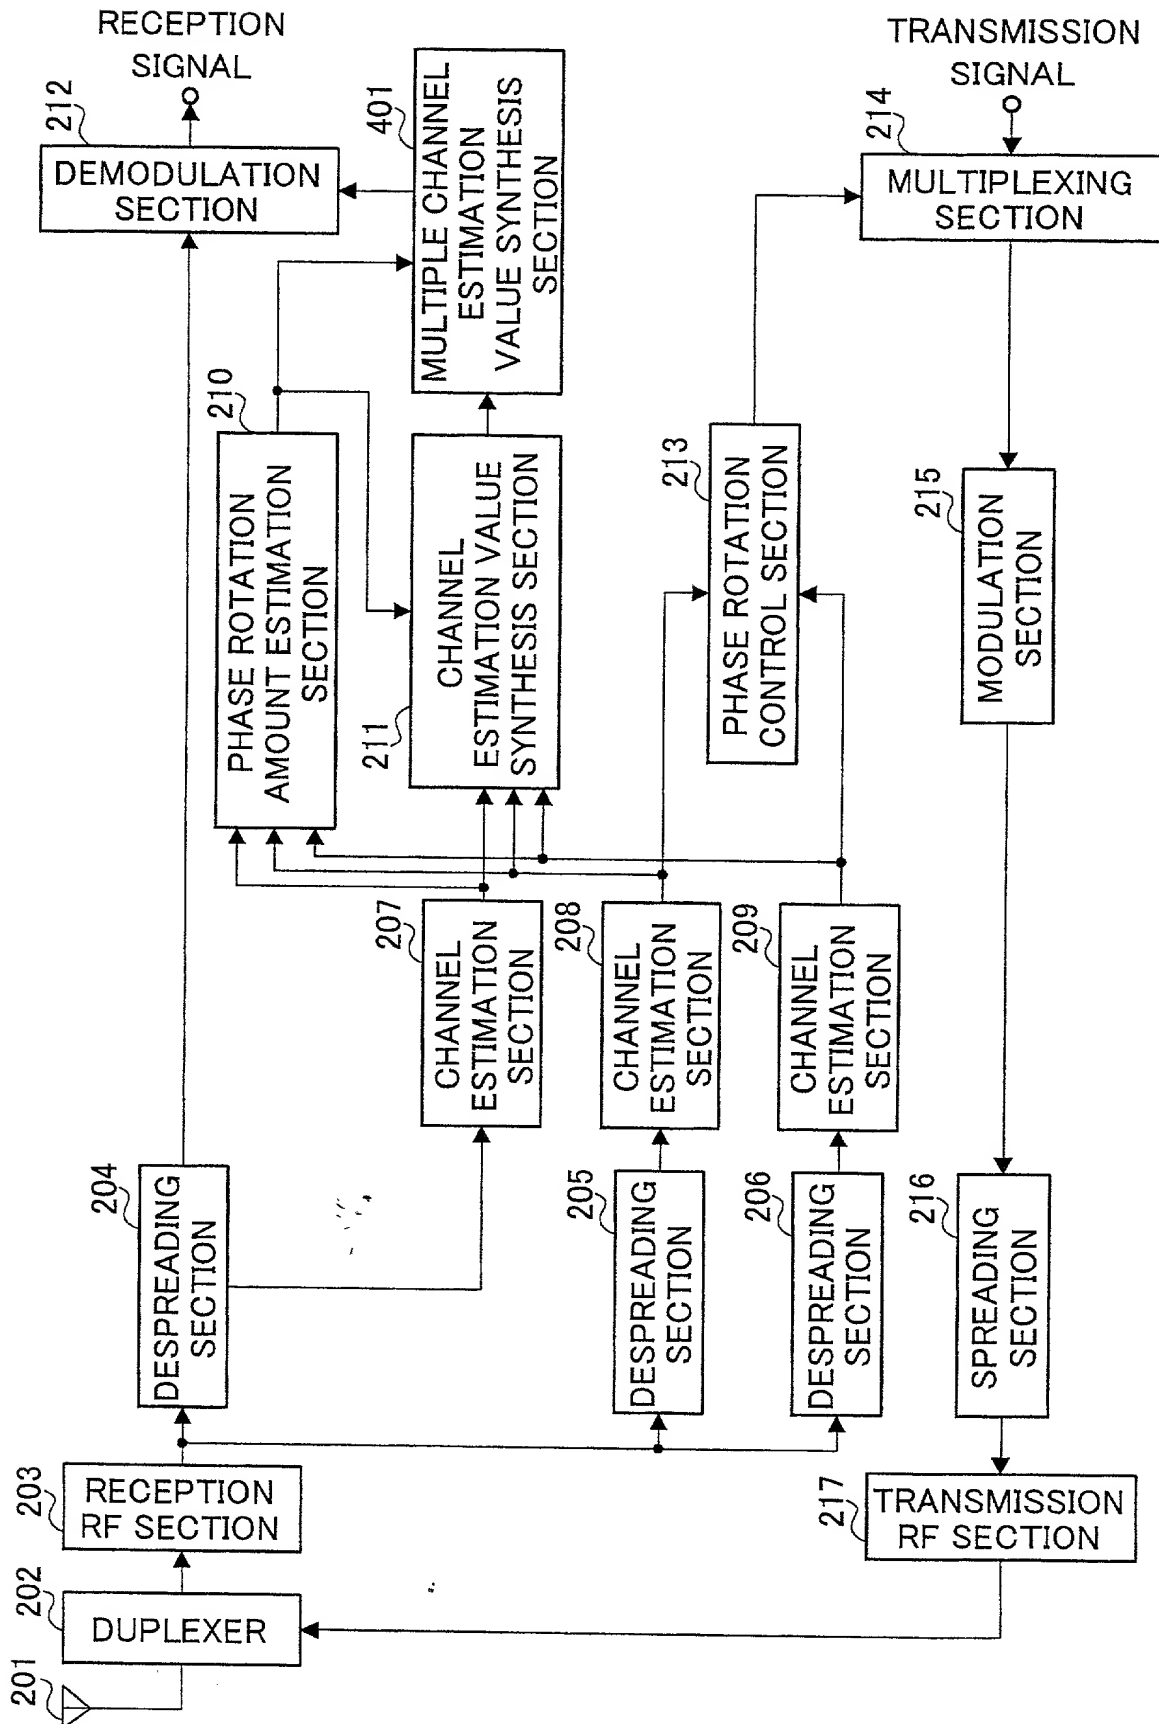 RECEPTION
SIGNAL
212
DEMODULATION
SECTION
401
MULTIPLE CHANNEL
ESTIMATION
VALUE SYNTHESIS
SECTION
TRANSMISSION
SIGNAL
214
MULTIPLEXING
SECTION
210
PHASE ROTATION
AMOUNT ESTIMATION
SECTION
211
CHANNEL
ESTIMATION VALUE
SYNTHESIS SECTION
213
PHASE ROTATION
CONTROL SECTION
215
MODULATION
SECTION
207
CHANNEL
ESTIMATION
SECTION
208
CHANNEL
ESTIMATION
SECTION
209
CHANNEL
ESTIMATION
SECTION
204
DESPREADING
SECTION
205
DESPREADING
SECTION
206
DESPREADING
SECTION
216
SPREADING
SECTION
203
RECEPTION
RF SECTION
217
TRANSMISSION
RF SECTION
202
DUPLEXER
201